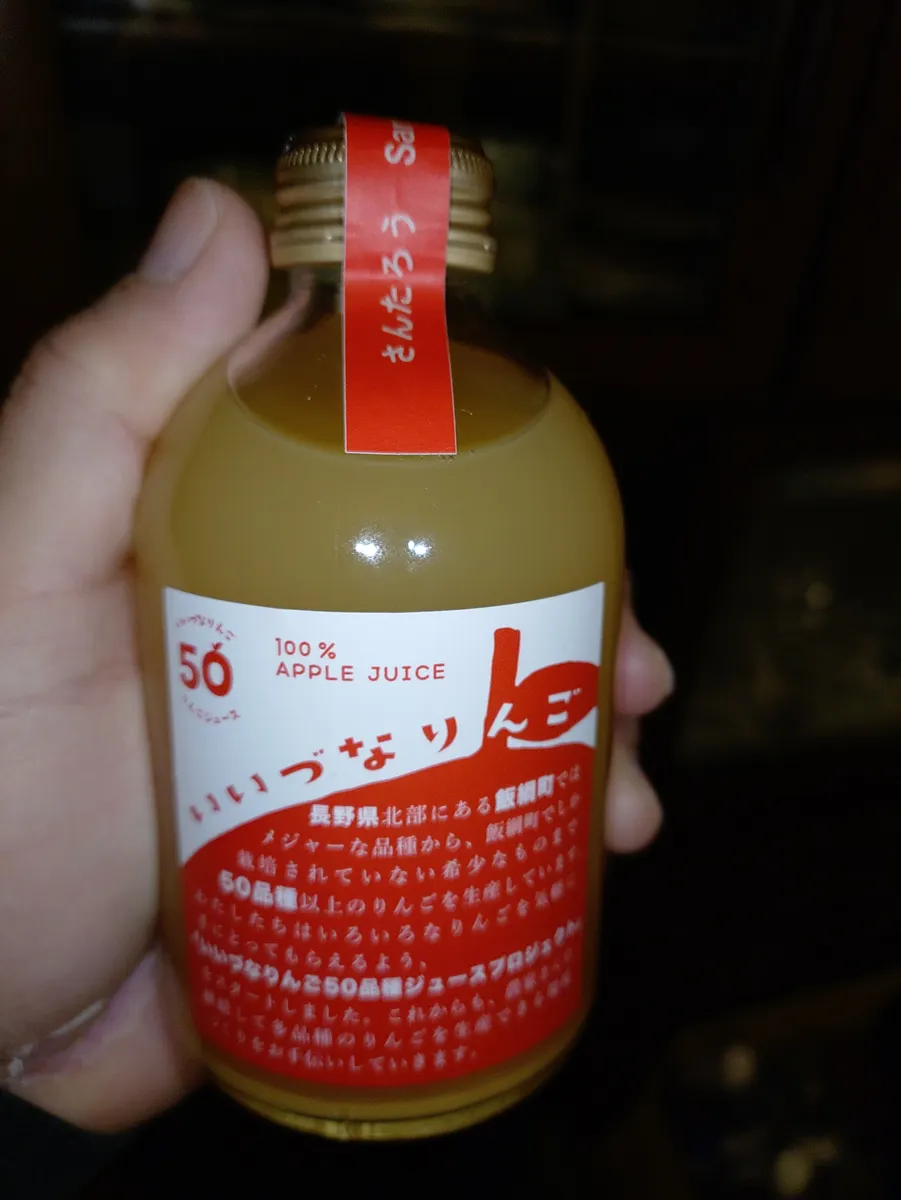 さんたろう Sar
いいづなりんご
50
りんごジュース
100%
APPLE JUICE
いいづなりんご
長野県北部にある飯綱町では
メジャーな品種から、飯綱町でしか
栽培されていない希少なものまで
50品種以上のりんごを生産しています
わたしたちはいろいろなりんごを気軽に
手にとってもらえるよう、
「いいづなりんご50品種ジュースプロジェクト」
をスタートしました。これからも、
して多品種のりんごを生産できる
りをお手伝いしていきます。